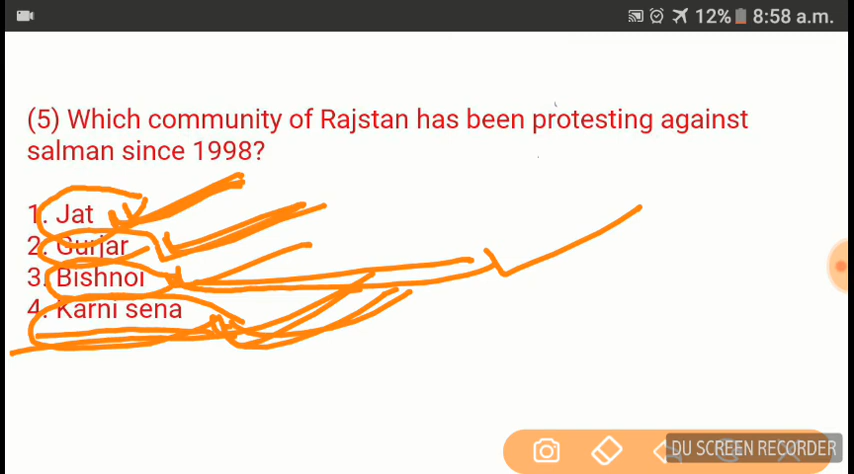 12% 8:58 a.m.
(5) Which community of Rajstan has been protesting against
salman since 1998?
1. Jat
2. Gurjar
3. Bishnoi
4. Karni sena
DU SCREEN RECORDER